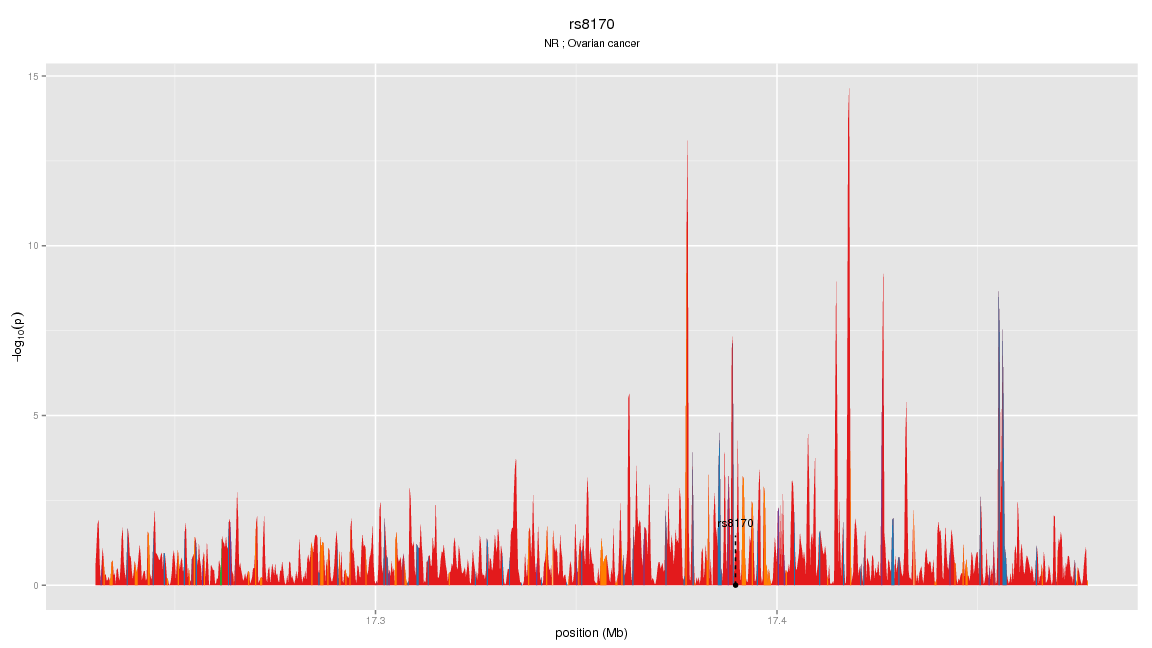 rs8170
NR ; Ovarian cancer
15
10
5
0
−log10(p)
rs8170
17.3
17.4
position (Mb)